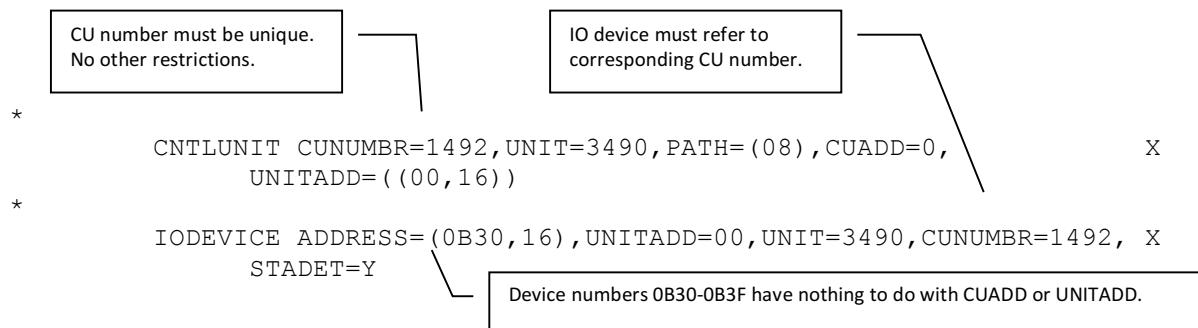 CU number must be unique.
No other restrictions.
IO device must refer to
corresponding CU number.
*
CNTLUNIT CUNUMBR=1492,UNIT=3490,PATH=(08),CUADD=0, X
UNITADD=((00,16))
*
IODEVICE ADDRESS=(0B30,16),UNITADD=00,UNIT=3490,CUNUMBR=1492, X
STADET=Y
Device numbers 0B30-0B3F have nothing to do with CUADD or UNITADD.